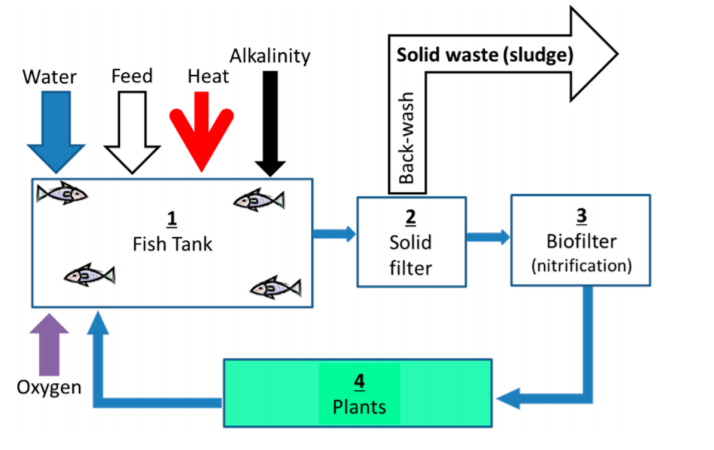 Water
Feed
Heat
Alkalinity
Solid waste (sludge)
Back-wash
1
Fish Tank
2
Solid
filter
3
Biofilter
(nitrification)
Oxygen
4
Plants